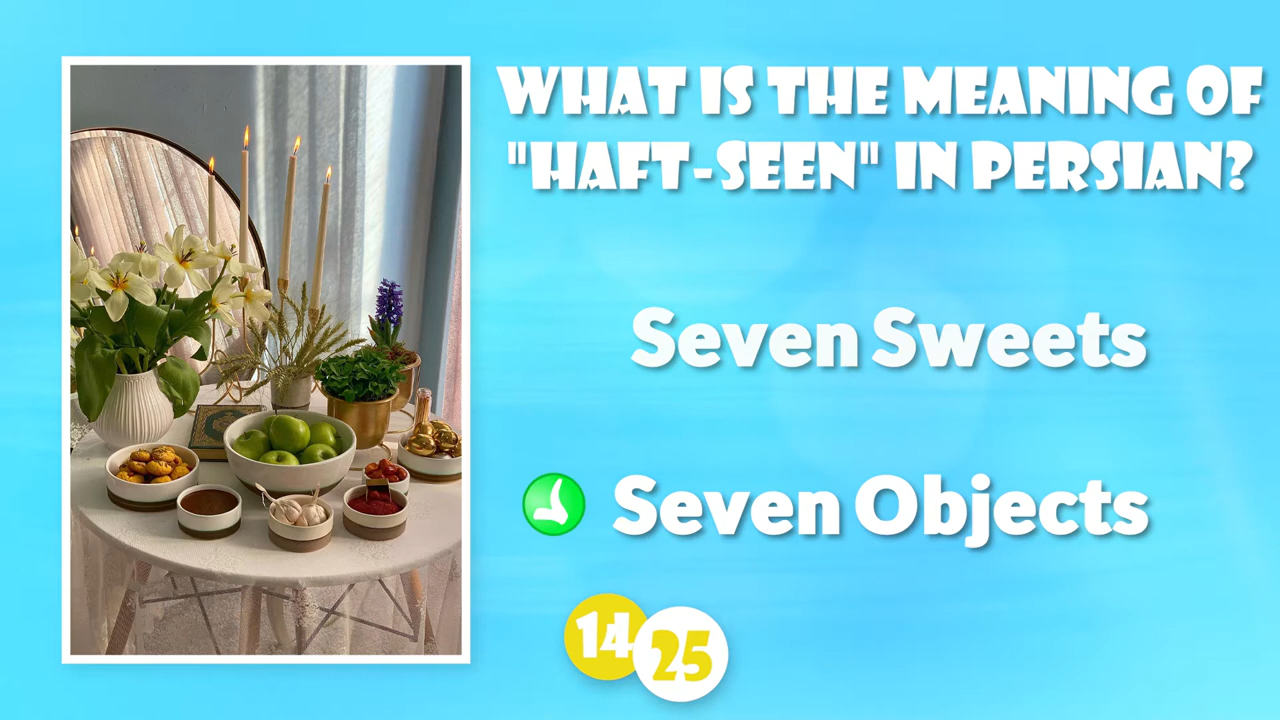 WHAT IS THE MEANING OF
"HAFT-SEEN" IN PERSIAN?
Seven Sweets
Seven Objects
14
25